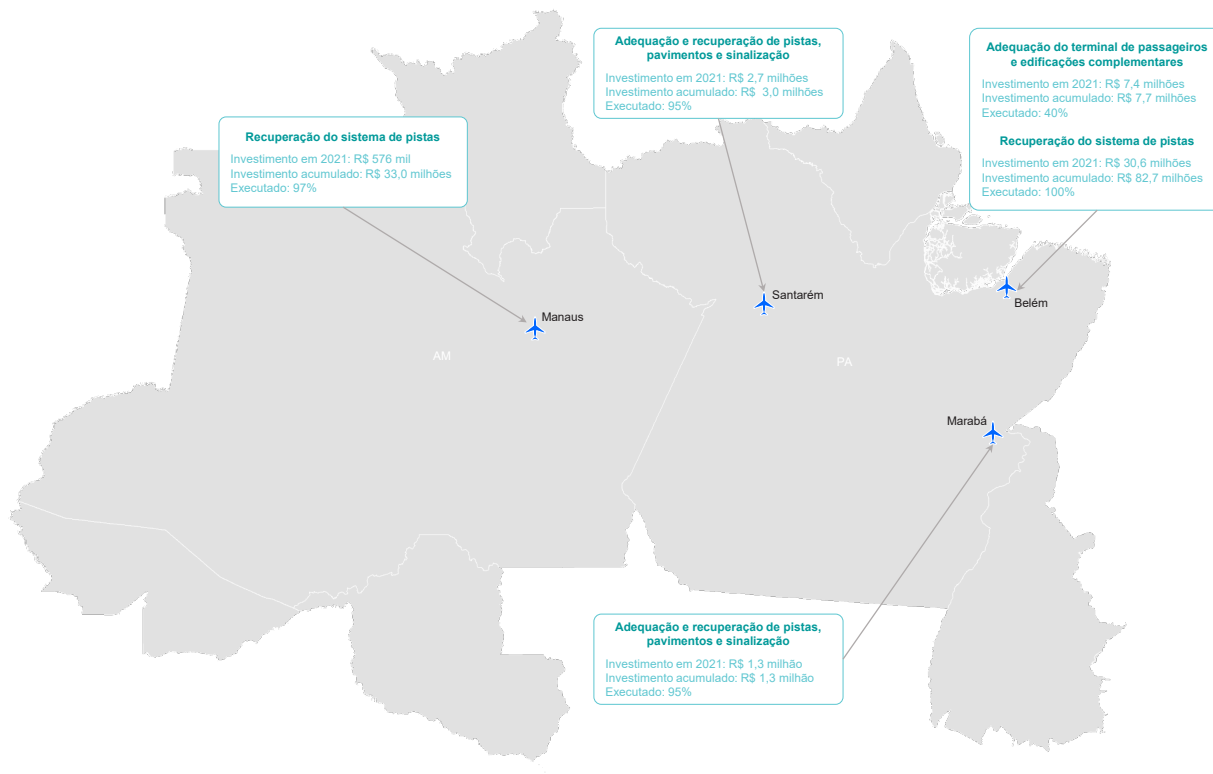 Adequação e recuperação de pistas,
pavimentos e sinalização
Investimento em 2021: R$ 2,7 milhões
Investimento acumulado: R$  3,0 milhões
Executado: 95%
Adequação do terminal de passageiros
e edificações complementares
Investimento em 2021: R$ 7,4 milhões
Investimento acumulado: R$ 7,7 milhões
Executado: 40%
Recuperação do sistema de pistas
Investimento em 2021: R$ 30,6 milhões
Investimento acumulado: R$ 82,7 milhões
Executado: 100%
Recuperação do sistema de pistas
Investimento em 2021: R$ 576 mil
Investimento acumulado: R$ 33,0 milhões
Executado: 97%
Santarém
Belém
Manaus
AM
PA
Marabá
Adequação e recuperação de pistas,
pavimentos e sinalização
Investimento em 2021: R$ 1,3 milhão
Investimento acumulado: R$ 1,3 milhão
Executado: 95%